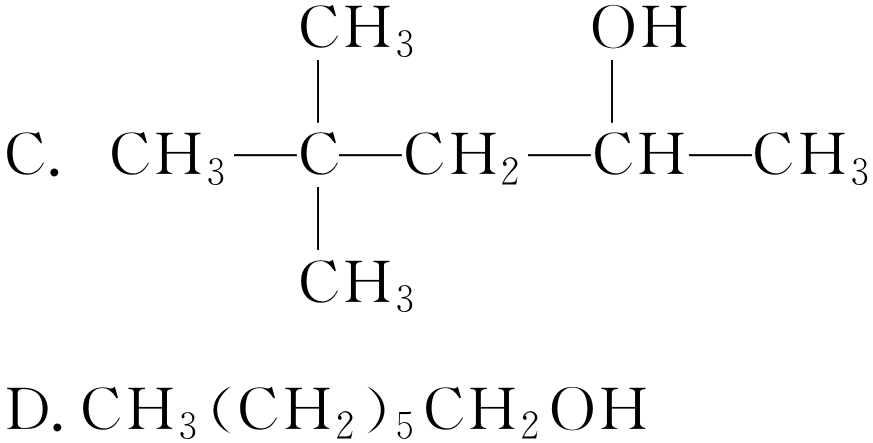 CH₃ OH
C. CH₃—C—CH₂—CH—CH₃
CH₃
D. CH₃(CH₂)₅CH₂OH